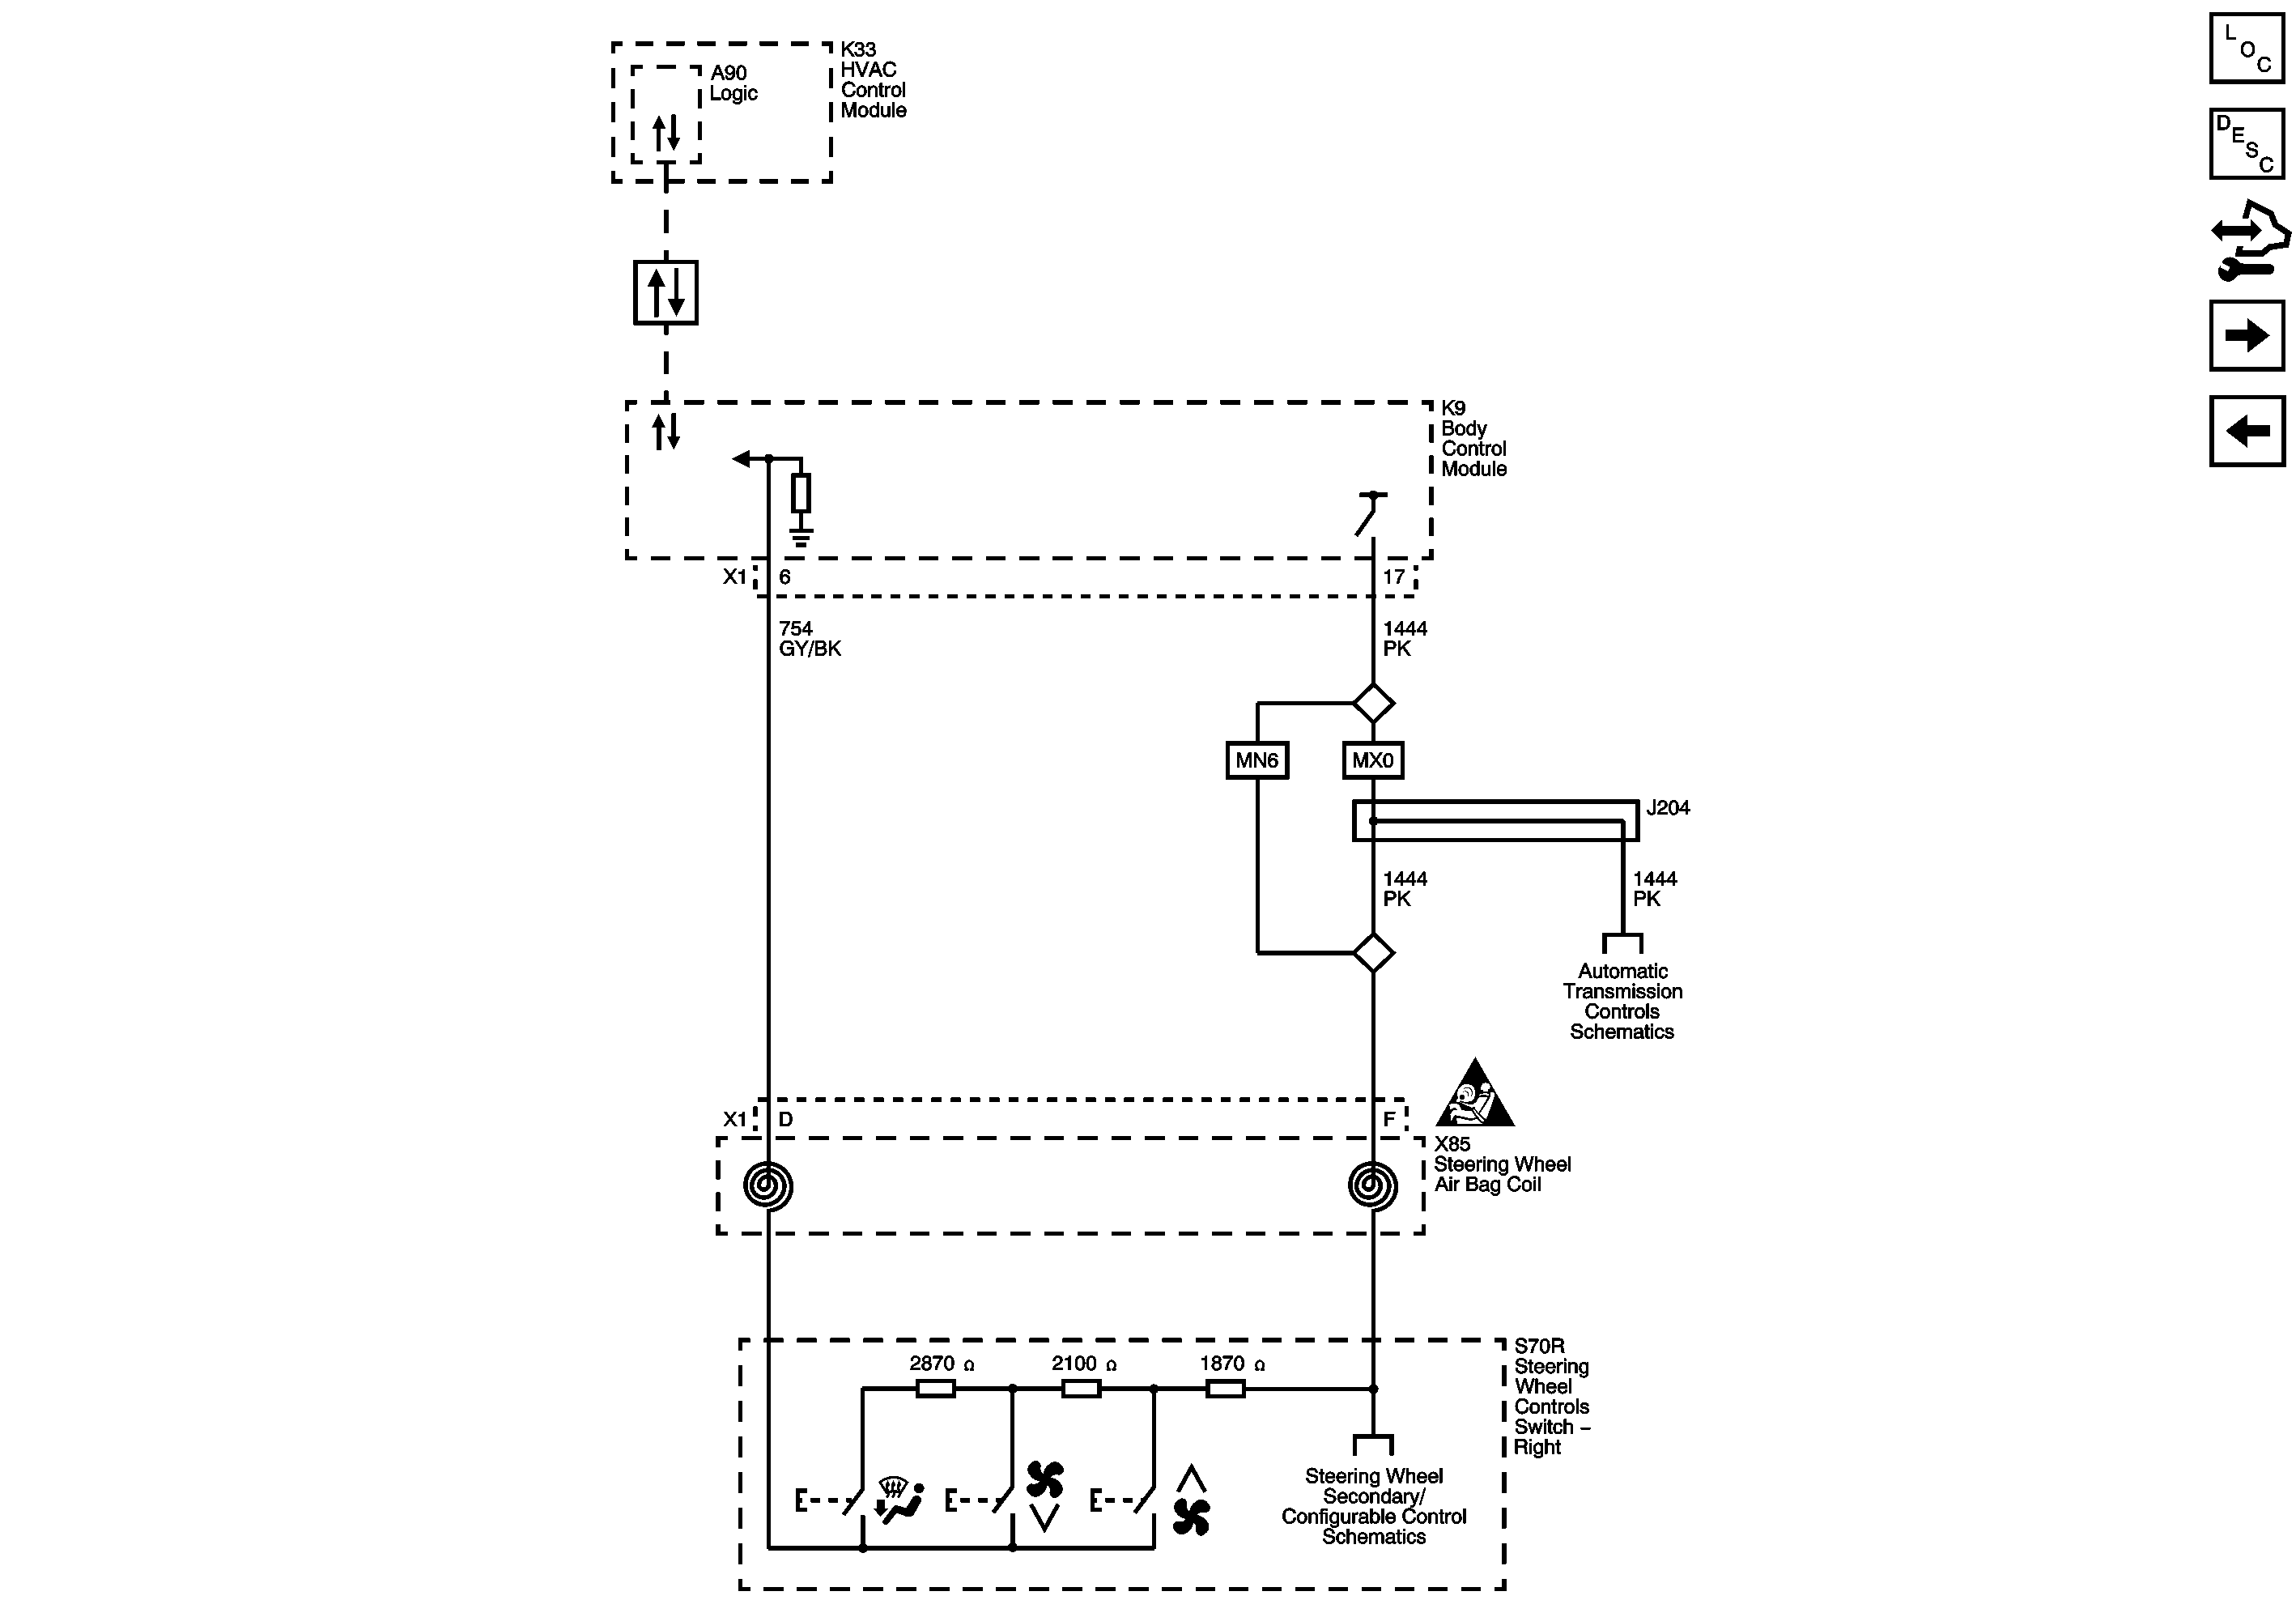 K33
HVAC
Control
Module
A90
Logic
L
O
C
D
E
S
C
K9
Body
Control
Module
X1
6
17
754
GY/BK
1444
PK
MN6
MX0
J204
1444
PK
1444
PK
Automatic
Transmission
Controls
Schematics
X1
D
F
X85
Steering Wheel
Air Bag Coil
S70R
Steering
Wheel
Controls
Switch –
Right
2870 Ω
2100 Ω
1870 Ω
Steering Wheel
Secondary/
Configurable Control
Schematics